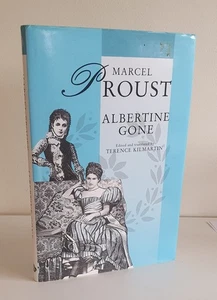 MARCEL
PROUST
ALBERTINE
GONE
Edited and translated by
TERENCE KILMARTIN